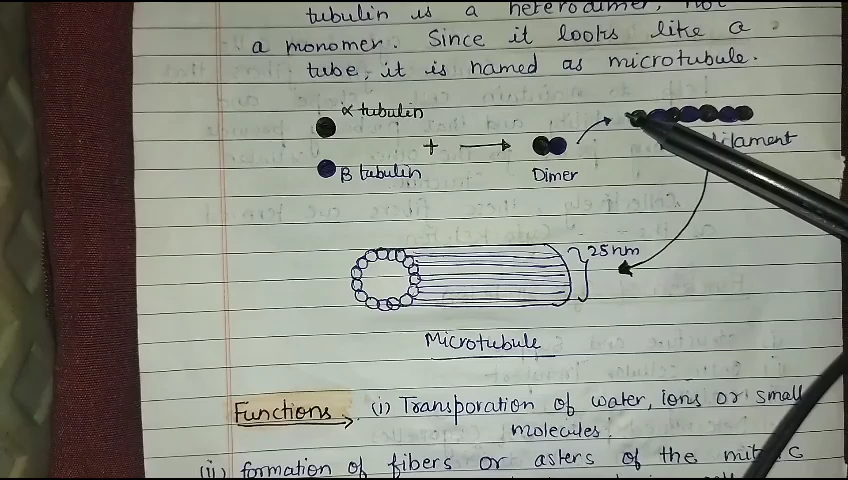 tubulin is a heterodimer, not
a monomer. Since it looks like a
tube, it is named as microtubule.
α tubulin
+
β tubulin
Dimer
filament
25nm
Microtubule
Functions (i) Transporation of water, ions or small
molecules.
(ii) formation of fibers or asters of the